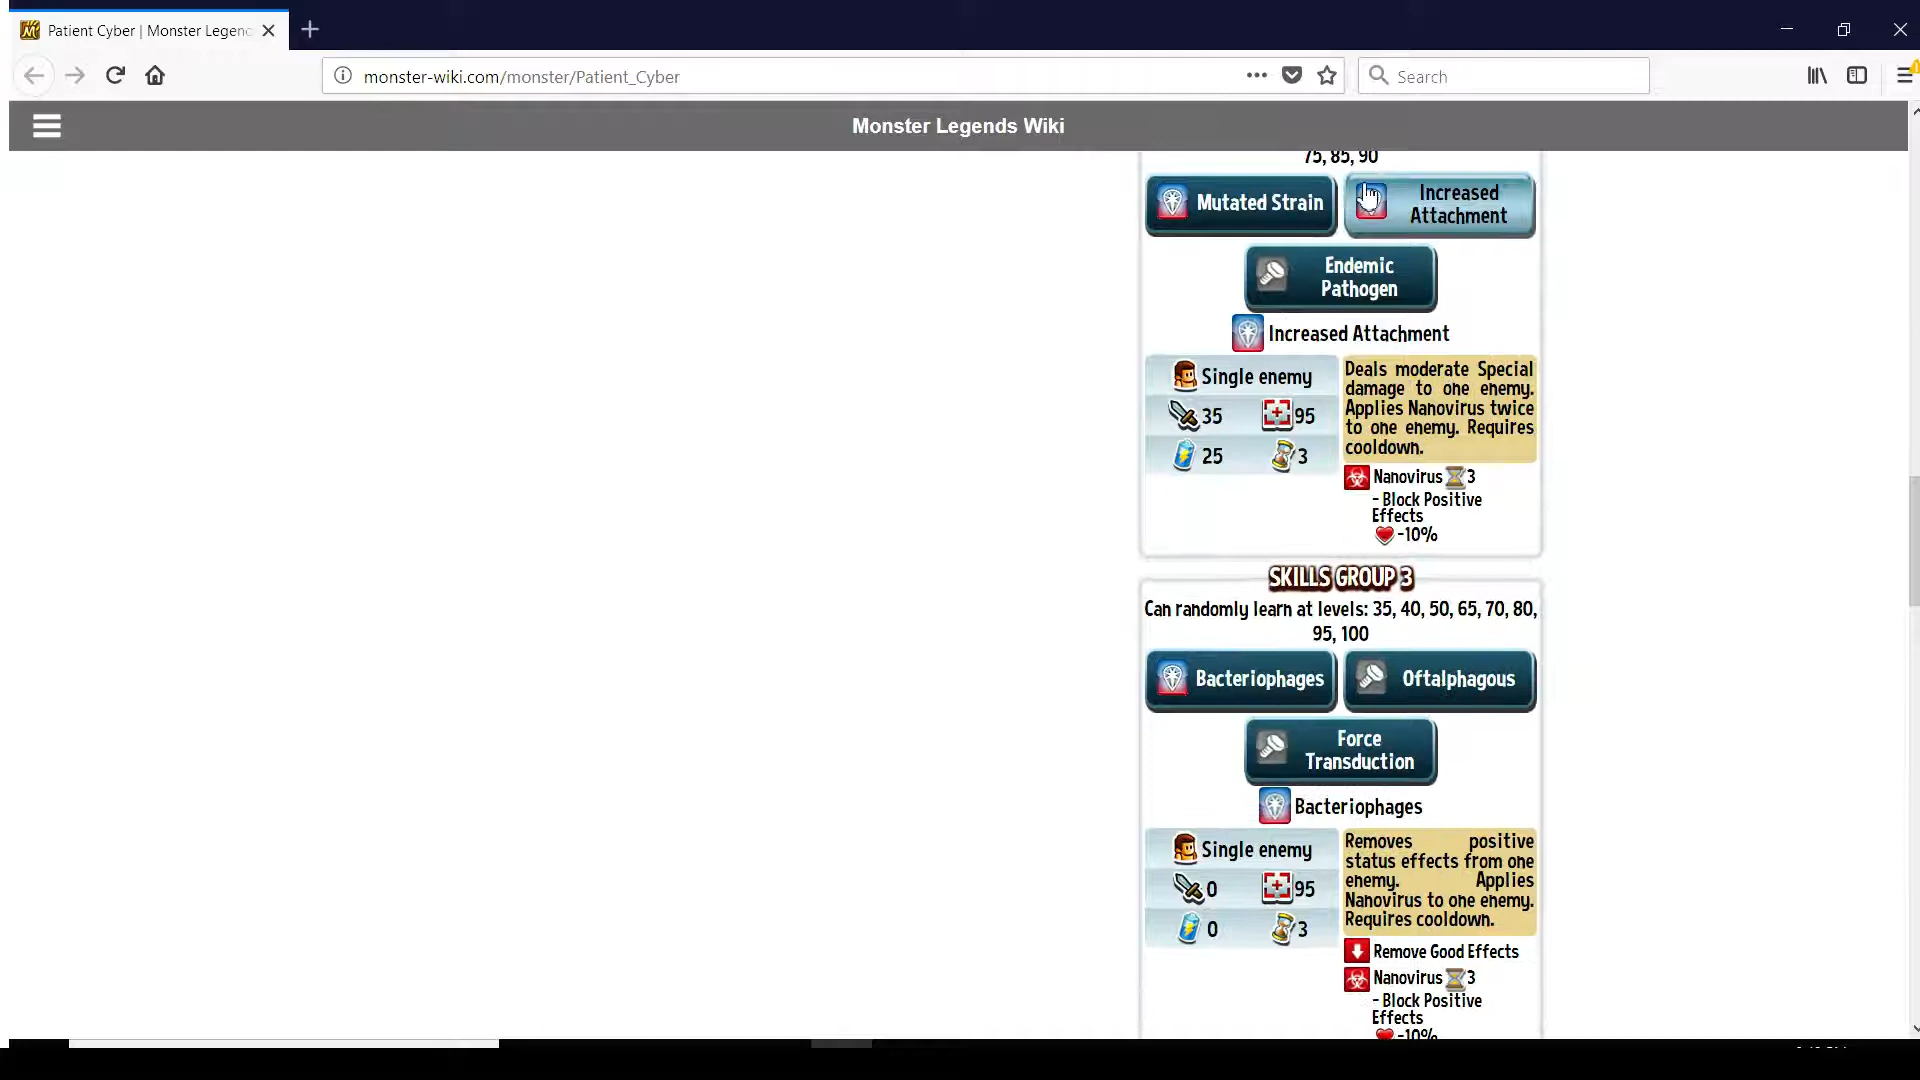 Patient Cyber | Monster Legenc
monster-wiki.com/monster/Patient_Cyber
Search
Monster Legends Wiki
75, 85, 90
Mutated Strain
Increased
Attachment
Endemic
Pathogen
Increased Attachment
Single enemy
35
95
25
3
Deals moderate Special
damage to one enemy.
Applies Nanovirus twice
to one enemy. Requires
cooldown.
Nanovirus 3
- Block Positive
Effects
-10%
SKILLS GROUP 3
Can randomly learn at levels: 35, 40, 50, 65, 70, 80,
95, 100
Bacteriophages
Oftalphagous
Force
Transduction
Bacteriophages
Single enemy
0
95
0
3
Removes positive
status effects from one
enemy. Applies
Nanovirus to one enemy.
Requires cooldown.
Remove Good Effects
Nanovirus 3
- Block Positive
Effects
-10%